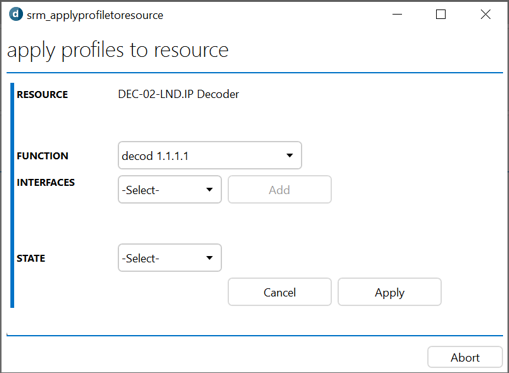 srm_applyprofiletoresource
apply profiles to resource
RESOURCE DEC-02-LND.IP Decoder
FUNCTION decod 1.1.1.1
INTERFACES -Select- Add
STATE -Select-
Cancel Apply
Abort